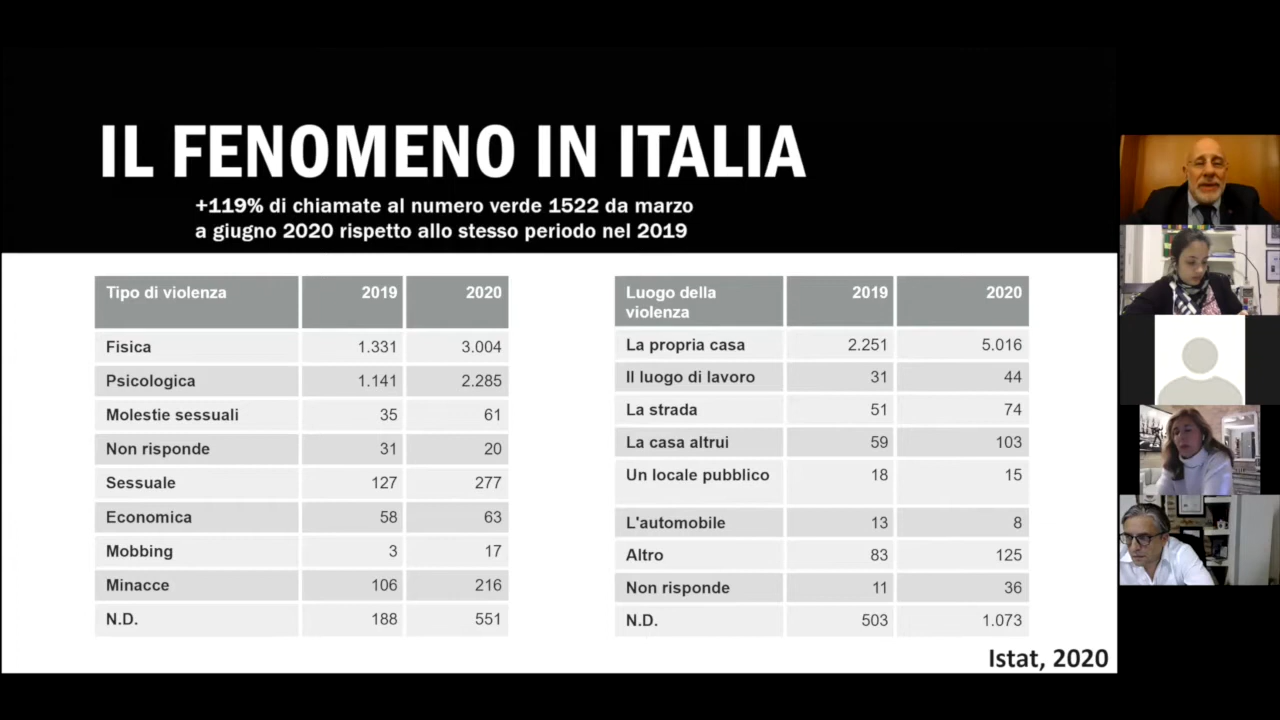 IL FENOMENO IN ITALIA
+119% di chiamate al numero verde 1522 da marzo
a giugno 2020 rispetto allo stesso periodo nel 2019
Tipo di violenza 2019 2020
Fisica 1.331 3.004
Psicologica 1.141 2.285
Molestie sessuali 35 61
Non risponde 31 20
Sessuale 127 277
Economica 58 63
Mobbing 3 17
Minacce 106 216
N.D. 188 551
Luogo della 2019 2020
violenza
La propria casa 2.251 5.016
Il luogo di lavoro 31 44
La strada 51 74
La casa altrui 59 103
Un locale pubblico 18 15
L'automobile 13 8
Altro 83 125
Non risponde 11 36
N.D. 503 1.073
Istat, 2020